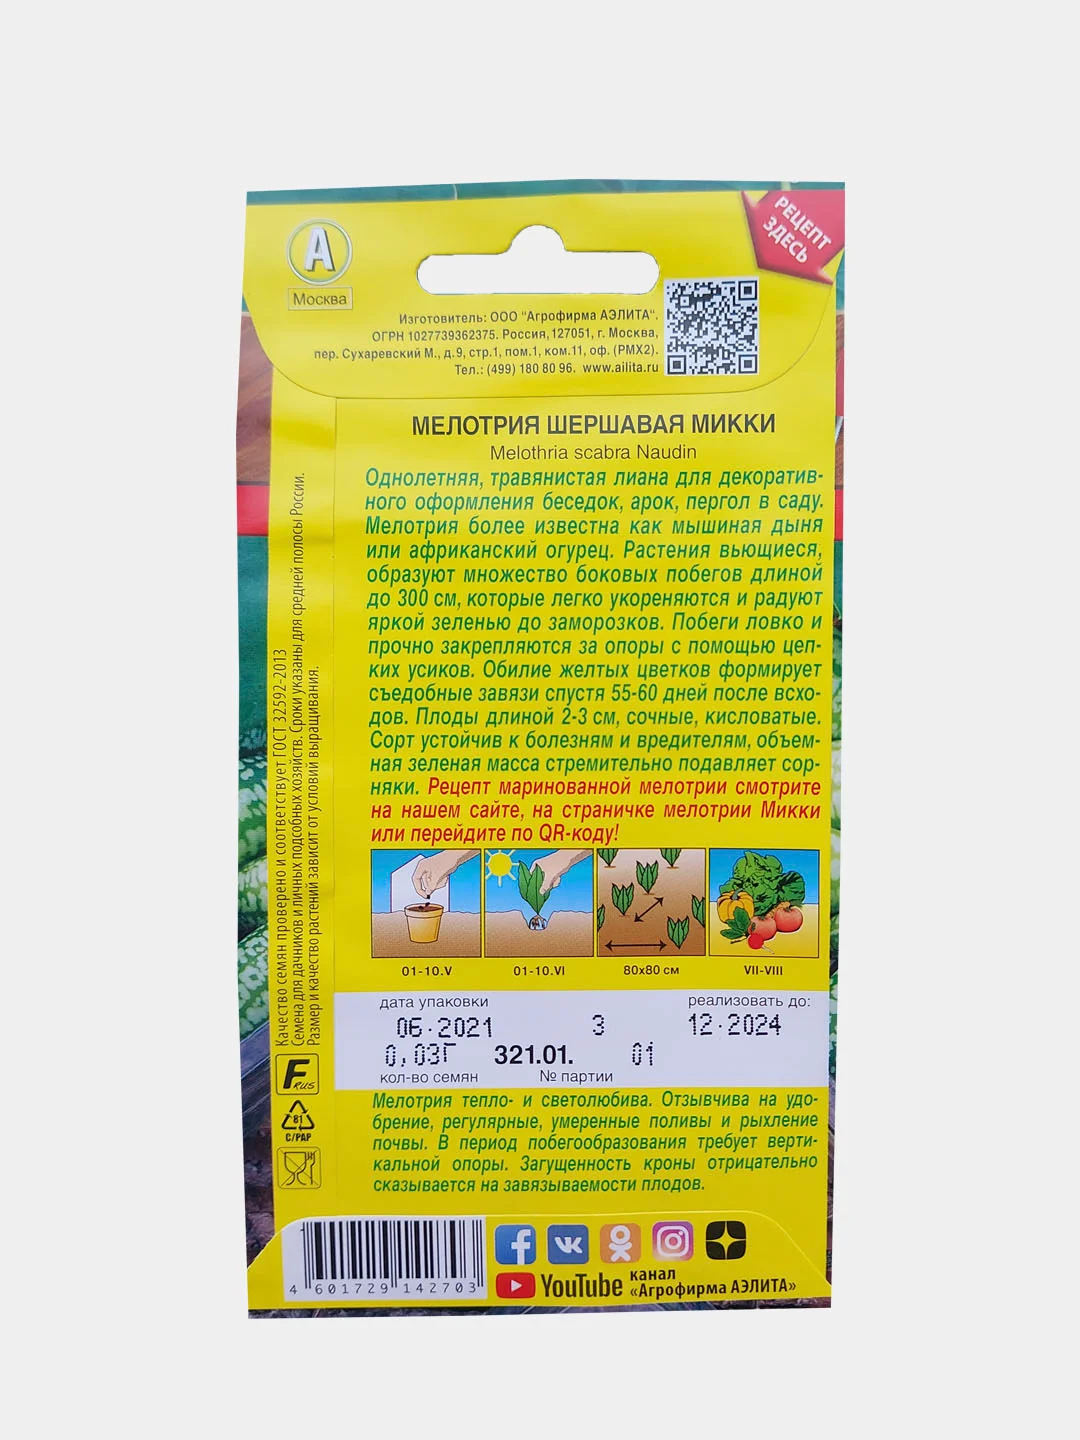 РЕЦЕПТ
ЗДЕСЬ
А
Москва
Изготовитель: ООО "Агрофирма АЭЛИТА".
ОГРН 1027739362375. Россия, 127051, г. Москва,
пер. Сухаревский М., д.9, стр.1, пом.1, ком.11, оф. (РМХ2).
Тел.: (499) 180 80 96. www.ailita.ru
МЕЛОТРИЯ ШЕРШАВАЯ МИККИ
Melothria scabra Naudin
Однолетняя, травянистая лиана для декоратив-
ного оформления беседок, арок, пергол в саду.
Мелотрия более известна как мышиная дыня
или африканский огурец. Растения вьющиеся,
образуют множество боковых побегов длиной
до 300 см, которые легко укореняются и радуют
яркой зеленью до заморозков. Побеги ловко и
прочно закрепляются за опоры с помощью цеп-
ких усиков. Обилие желтых цветков формирует
съедобные завязи спустя 55-60 дней после всхо-
дов. Плоды длиной 2-3 см, сочные, кисловатые.
Сорт устойчив к болезням и вредителям, объем-
ная зеленая масса стремительно подавляет сор-
няки. Рецепт маринованной мелотрии смотрите
на нашем сайте, на страничке мелотрии Микки
или перейдите по QR-коду!
01-10.V 01-10.VI 80х80 см VII-VIII
дата упаковки реализовать до:
06·2021 3 12·2024
0,03Г 321.01. 01
кол-во семян № партии
Мелотрия тепло- и светолюбива. Отзывчива на удо-
брение, регулярные, умеренные поливы и рыхление
почвы. В период побегообразования требует верти-
кальной опоры. Загущенность кроны отрицательно
сказывается на завязываемости плодов.
Качество семян проверено и соответствует ГОСТ 32592-2013
Семена для дачников и личных подсобных хозяйств. Сроки указаны для средней полосы России.
Размер и качество растений зависит от условий выращивания.
F RUS
81
C/PAP
4 601729 142703
YouTube канал
«Агрофирма АЭЛИТА»